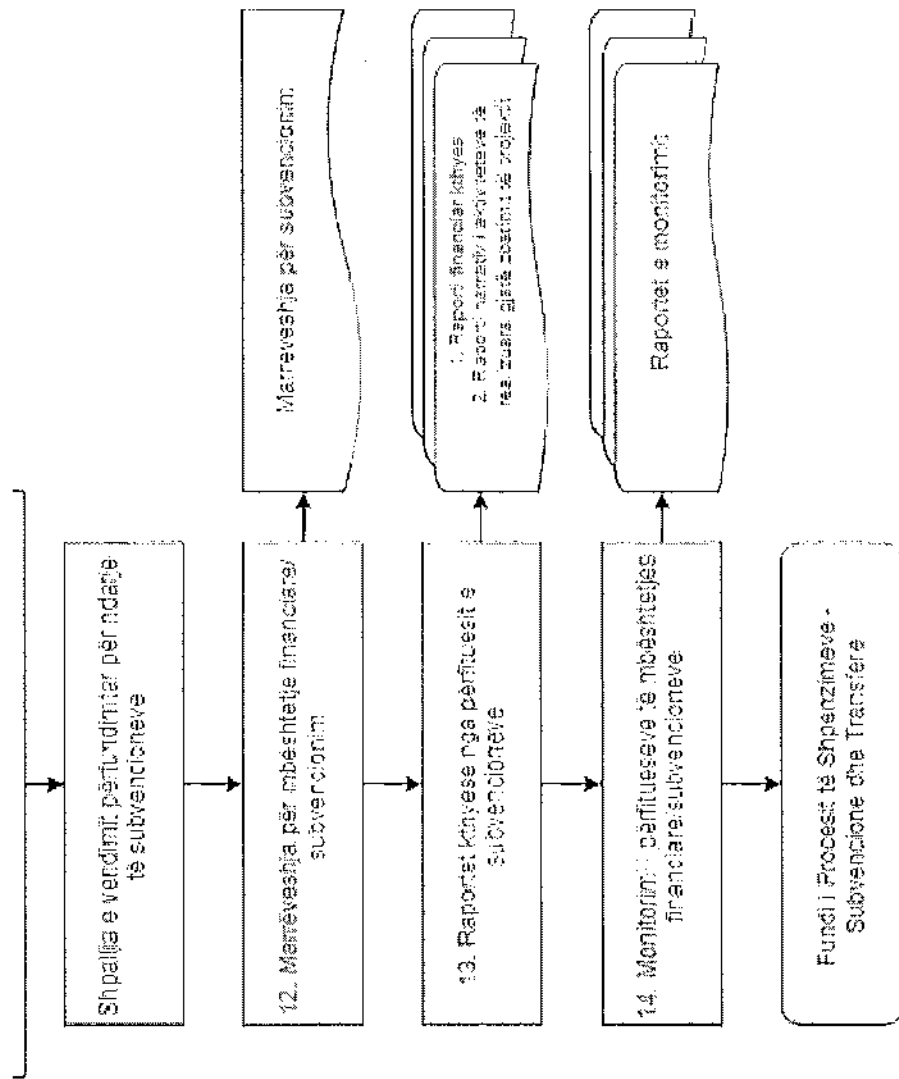 Shpallja e vendimit përfundimtar për ndarje
të subvencioneve
12. Marrëveshja për mbështetje financiare/
subvencionim
Marrëveshja për subvencionim
13. Raportet kthyese nga përfituesit e
subvencioneve
1. Raport financiar kthyes
2. Raporti narrativ i aktiviteteve të
realizuara gjatë zbatimit të projektit
14. Monitorimi i përfituesve të mbështetjes
financiare/subvencioneve
Raportet e monitorimit
Fundi i Procesit të Shpenzimeve -
Subvencione dhe Transfere